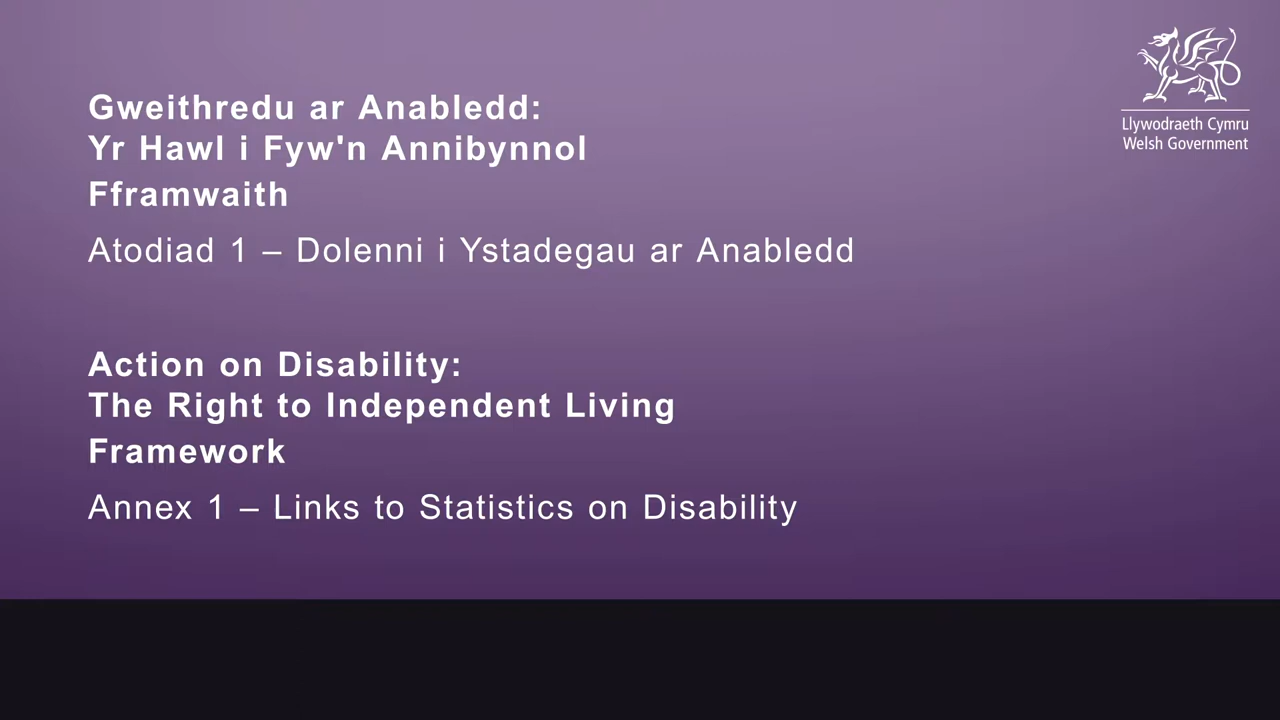 Gweithredu ar Anabledd:
Yr Hawl i Fyw'n Annibynnol
Fframwaith
Atodiad 1 – Dolenni i Ystadegau ar Anabledd
Action on Disability:
The Right to Independent Living
Framework
Annex 1 – Links to Statistics on Disability
Llywodraeth Cymru
Welsh Government